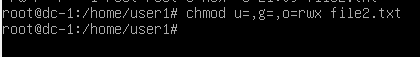 root@dc-1:/home/user1# chmod u=,g=,o=rwx file2.txt
root@dc-1:/home/user1#